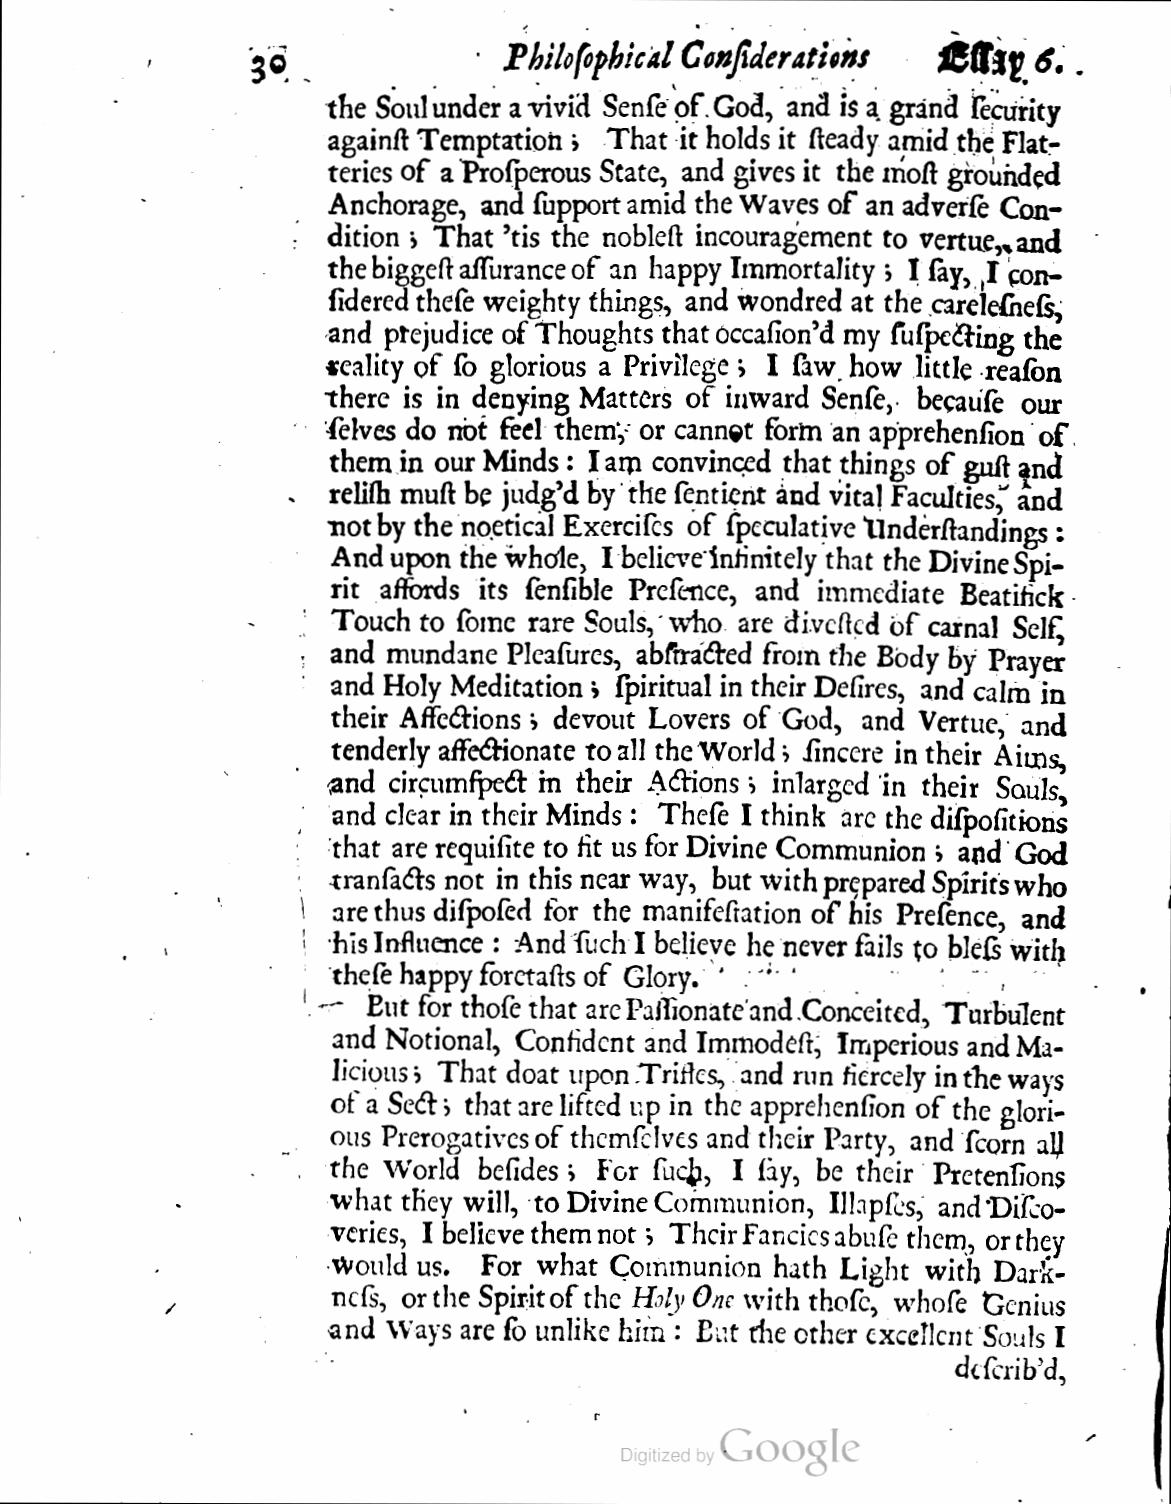 30 Philoſophical Conſiderations Eſſay 6.
the Soul under a vivid Senſe of God, and is a grand ſecurity
againſt Temptation ; That it holds it ſteady amid the Flat-
teries of a Proſperous State, and gives it the moſt grounded
Anchorage, and ſupport amid the Waves of an adverſe Con-
dition ; That 'tis the nobleſt incouragement to vertue, and
the biggeſt aſſurance of an happy Immortality ; I ſay, I con-
ſidered theſe weighty things, and wondred at the careleſneſs,
and prejudice of Thoughts that occaſion'd my ſuſpecting the
reality of ſo glorious a Privilege ; I ſaw how little reaſon
there is in denying Matters of inward Senſe, becauſe our
ſelves do not feel them, or cannot form an apprehenſion of
them in our Minds : I am convinced that things of guſt and
reliſh muſt be judg'd by the ſentient and vital Faculties, and
not by the noetical Exerciſes of ſpeculative Underſtandings :
And upon the whole, I believe infinitely that the Divine Spi-
rit affords its ſenſible Preſence, and immediate Beatifick
Touch to ſome rare Souls, who are diveſted of carnal Self,
and mundane Pleaſures, abſtracted from the Body by Prayer
and Holy Meditation ; ſpiritual in their Deſires, and calm in
their Affections ; devout Lovers of God, and Vertue, and
tenderly affectionate to all the World ; ſincere in their Aims,
and circumſpect in their Actions ; inlarged in their Souls,
and clear in their Minds : Theſe I think are the diſpoſitions
that are requiſite to fit us for Divine Communion ; and God
tranſacts not in this near way, but with prepared Spirits who
are thus diſpoſed for the manifeſtation of his Preſence, and
his Influence : And ſuch I believe he never fails to bleſs with
theſe happy foretaſts of Glory.
But for thoſe that are Paſſionate and Conceited, Turbulent
and Notional, Confident and Immodeſt, Imperious and Ma-
licious ; That doat upon Trifles, and run fiercely in the ways
of a Sect ; that are lifted up in the apprehenſion of the glori-
ous Prerogatives of themſelves and their Party, and ſcorn all
the World beſides ; For ſuch, I ſay, be their Pretenſions
what they will, to Divine Communion, Illapſes, and Diſco-
veries, I believe them not ; Their Fancies abuſe them, or they
would us. For what Communion hath Light with Dark-
neſs, or the Spirit of the Holy One with thoſe, whoſe Genius
and Ways are ſo unlike him : But the other excellent Souls I
deſcrib'd,
Digitized by Google